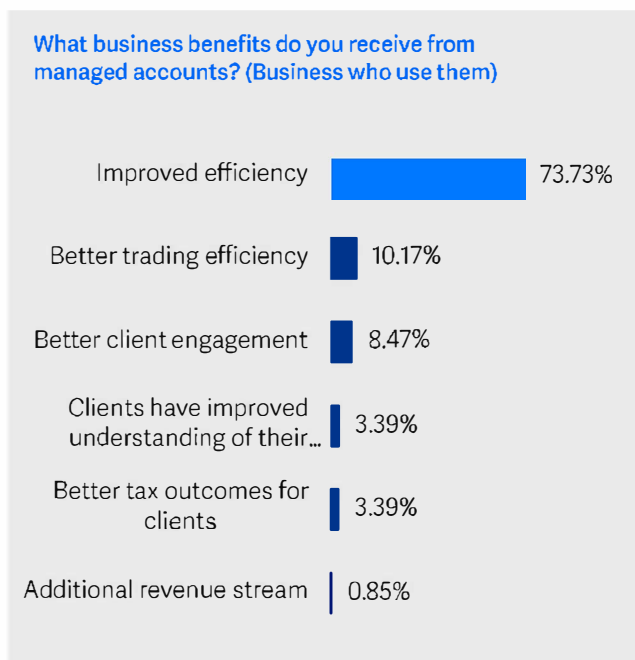 What business benefits do you receive from
managed accounts? (Business who use them)
Improved efficiency
73.73%
Better trading efficiency
10.17%
Better client engagement
8.47%
Clients have improved
understanding of their...
3.39%
Better tax outcomes for
clients
3.39%
Additional revenue stream
0.85%